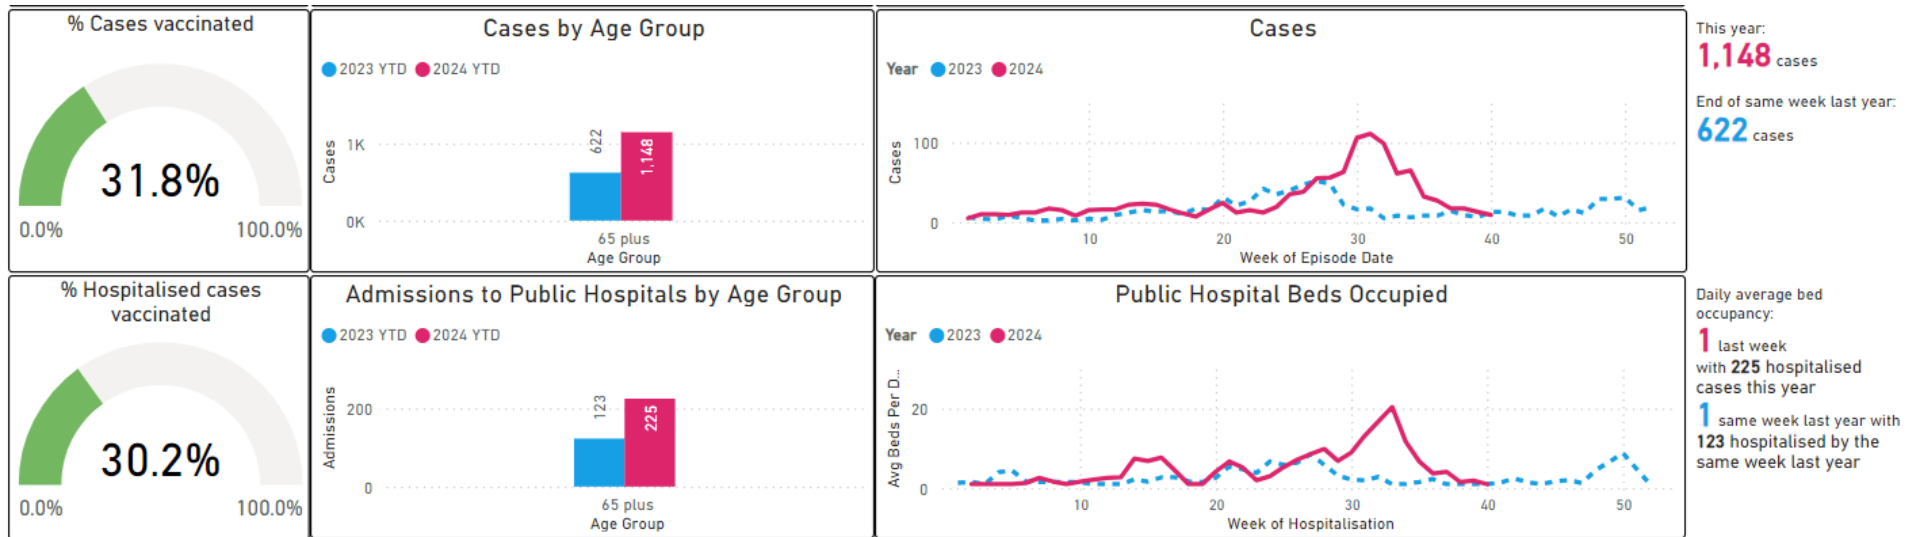 % Cases vaccinated
31.8%
0.0%
100.0%
Cases by Age Group
2023 YTD 2024 YTD
Cases
1K
0K
622
1,148
65 plus
Age Group
Cases
Year 2023 2024
Cases
100
0
10 20 30 40 50
Week of Episode Date
This year:
1,148 cases
End of same week last year:
622 cases
% Hospitalised cases
vaccinated
30.2%
0.0%
100.0%
Admissions to Public Hospitals by Age Group
2023 YTD 2024 YTD
Admissions
200
0
123
225
65 plus
Age Group
Public Hospital Beds Occupied
Year 2023 2024
Avg Beds Per D...
20
0
10 20 30 40 50
Week of Hospitalisation
Daily average bed
occupancy:
1 last week
with 225 hospitalised
cases this year
1 same week last year with
123 hospitalised by the
same week last year